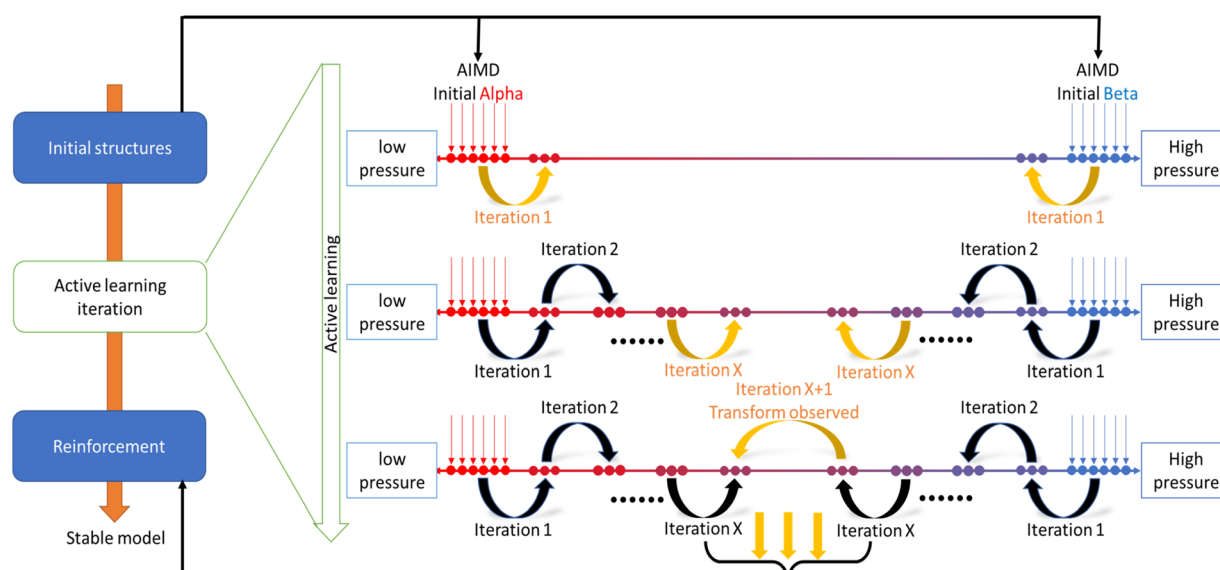 Initial structures
Active learning
iteration
Reinforcement
Stable model
Active learning
AIMD
Initial Alpha
AIMD
Initial Beta
low
pressure
High
pressure
Iteration 1
Iteration 1
Iteration 2
Iteration 2
low
pressure
High
pressure
Iteration 1
Iteration X
Iteration X
Iteration 1
Iteration X+1
Transform observed
Iteration 2
Iteration 2
low
pressure
High
pressure
Iteration 1
Iteration X
Iteration X
Iteration 1